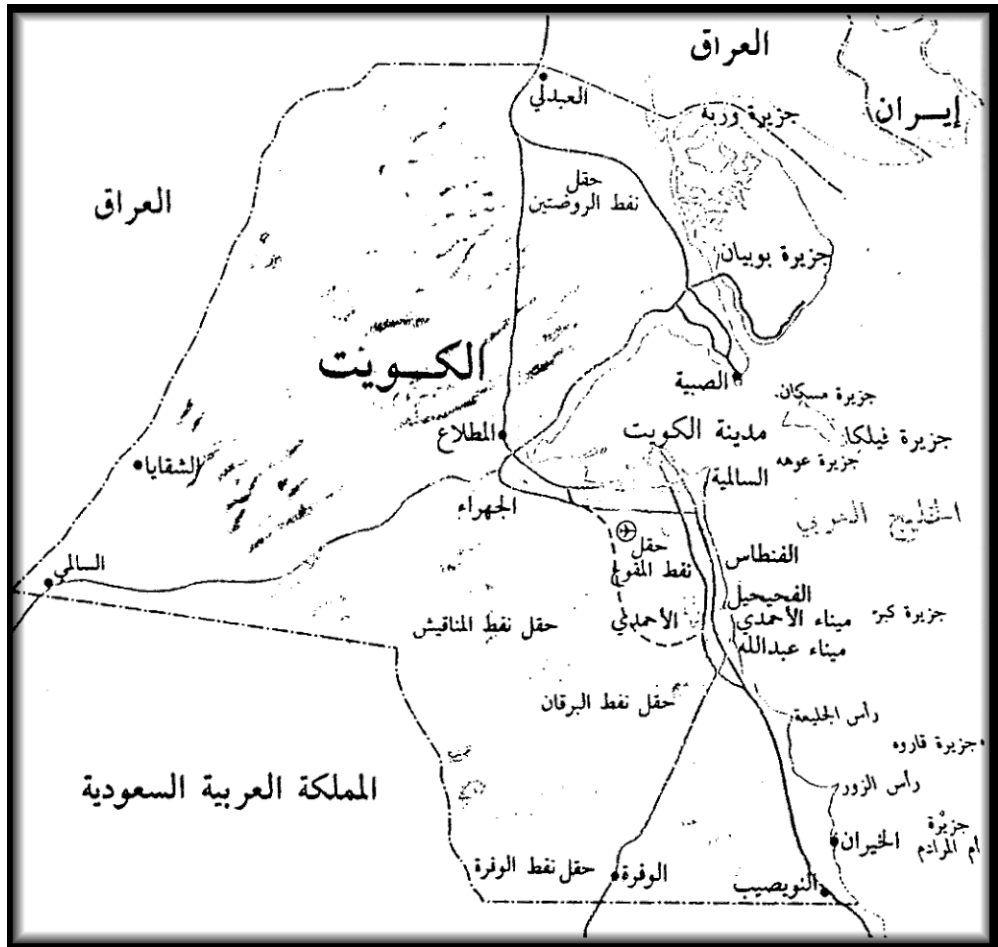 العراق
إيران
العبدلي
جزيرة وربة
حقل
نفط الروضتين
العراق
جزيرة بوبيان
الكويت
الصبية
جزيرة مسكان
المطلاع
مدينة الكويت
جزيرة فيلكا
جزيرة عوهه
الشقايا
السالمية
الجهراء
الخليج العربي
حقل
نفط المقوع
الفنطاس
السالمي
الفحيحيل
جزيرة كبر
حقل نفط المناقيش
الأحمدي
ميناء الأحمدي
ميناء عبدالله
حقل نفط البرقان
رأس الجليعة
جزيرة قاروه
المملكة العربية السعودية
رأس الزور
جزيرة
أم المرادم
الخيران
حقل نفط الوفرة
الوفرة
النويصيب